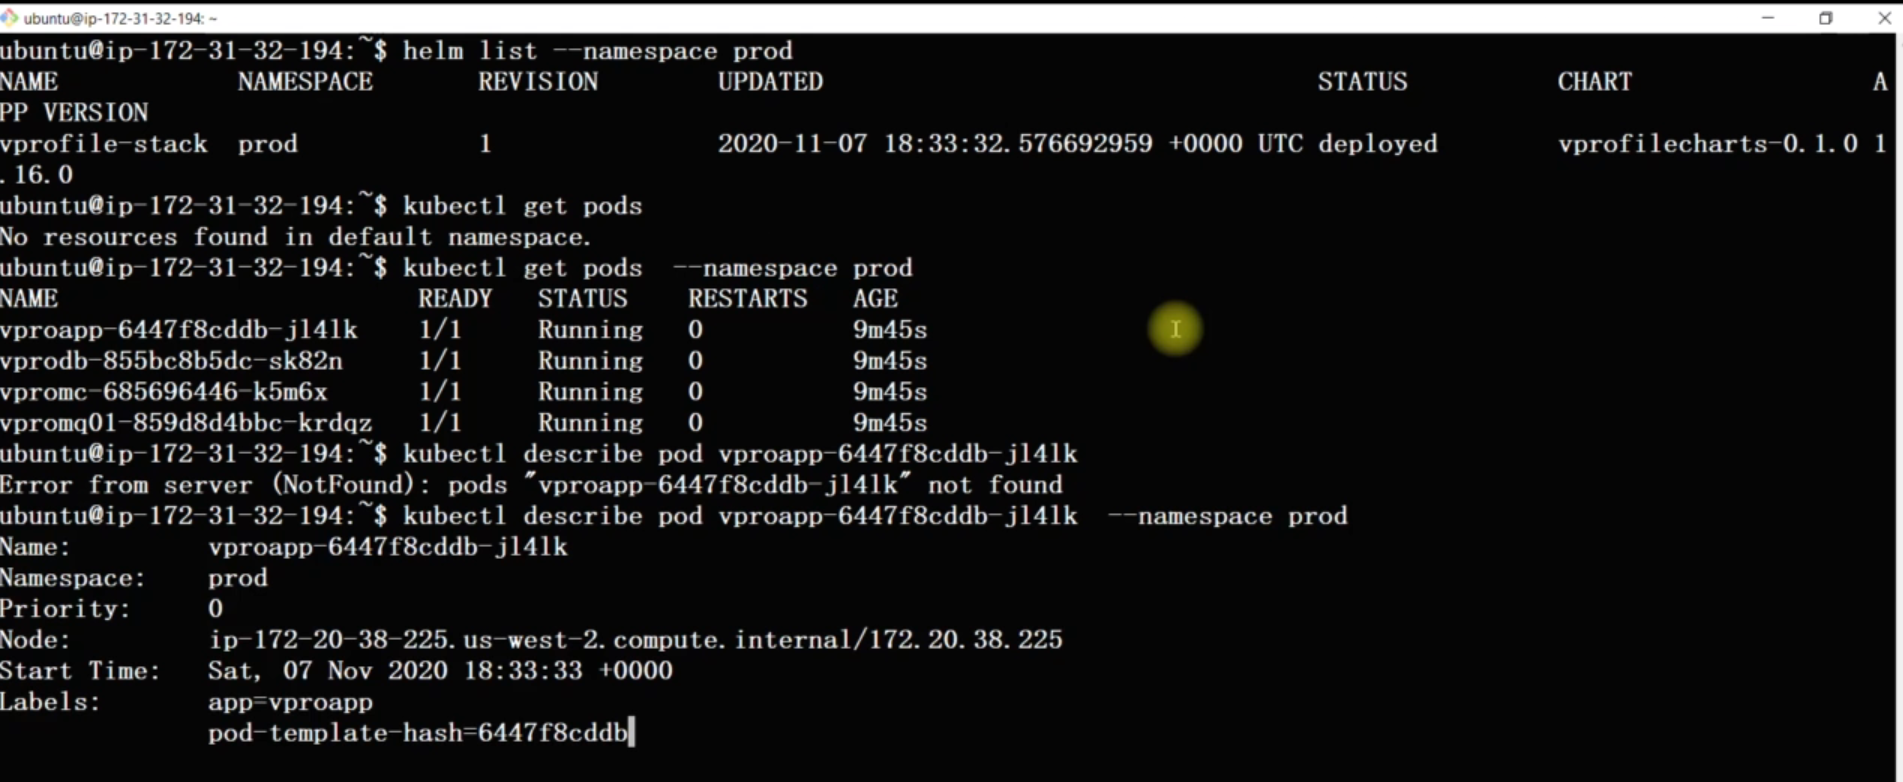 ubuntu@ip-172-31-32-194: ~
ubuntu@ip-172-31-32-194:~$ helm list --namespace prod
NAME NAMESPACE REVISION UPDATED STATUS CHART A
PP VERSION
vprofile-stack prod 1 2020-11-07 18:33:32.576692959 +0000 UTC deployed vprofilecharts-0.1.0 1
.16.0
ubuntu@ip-172-31-32-194:~$ kubectl get pods
No resources found in default namespace.
ubuntu@ip-172-31-32-194:~$ kubectl get pods  --namespace prod
NAME READY STATUS RESTARTS AGE
vproapp-6447f8cddb-jl4lk 1/1 Running 0 9m45s
vprodb-855bc8b5dc-sk82n 1/1 Running 0 9m45s
vpromc-685696446-k5m6x 1/1 Running 0 9m45s
vpromq01-859d8d4bbc-krdqz 1/1 Running 0 9m45s
ubuntu@ip-172-31-32-194:~$ kubectl describe pod vproapp-6447f8cddb-jl4lk
Error from server (NotFound): pods "vproapp-6447f8cddb-jl4lk" not found
ubuntu@ip-172-31-32-194:~$ kubectl describe pod vproapp-6447f8cddb-jl4lk  --namespace prod
Name: vproapp-6447f8cddb-jl4lk
Namespace: prod
Priority: 0
Node: ip-172-20-38-225.us-west-2.compute.internal/172.20.38.225
Start Time: Sat, 07 Nov 2020 18:33:33 +0000
Labels: app=vproapp
pod-template-hash=6447f8cddb